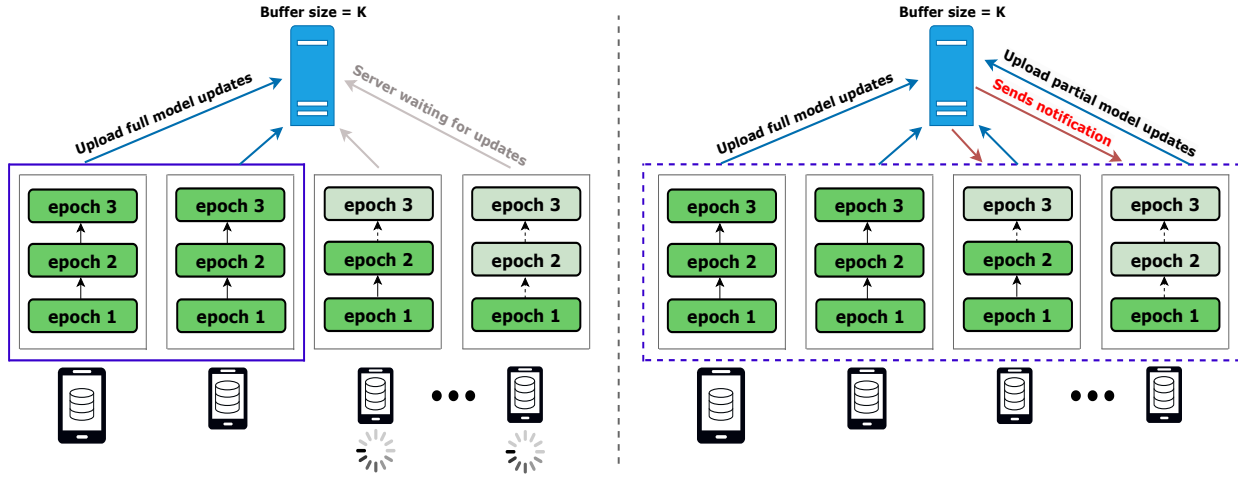 Buffer size = K
Upload full model updates
Server waiting for updates
epoch 3
epoch 2
epoch 1
epoch 3
epoch 2
epoch 1
epoch 3
epoch 2
epoch 1
epoch 3
epoch 2
epoch 1
Buffer size = K
Upload full model updates
Upload partial model updates
Sends notification
epoch 3
epoch 2
epoch 1
epoch 3
epoch 2
epoch 1
epoch 3
epoch 2
epoch 1
epoch 3
epoch 2
epoch 1